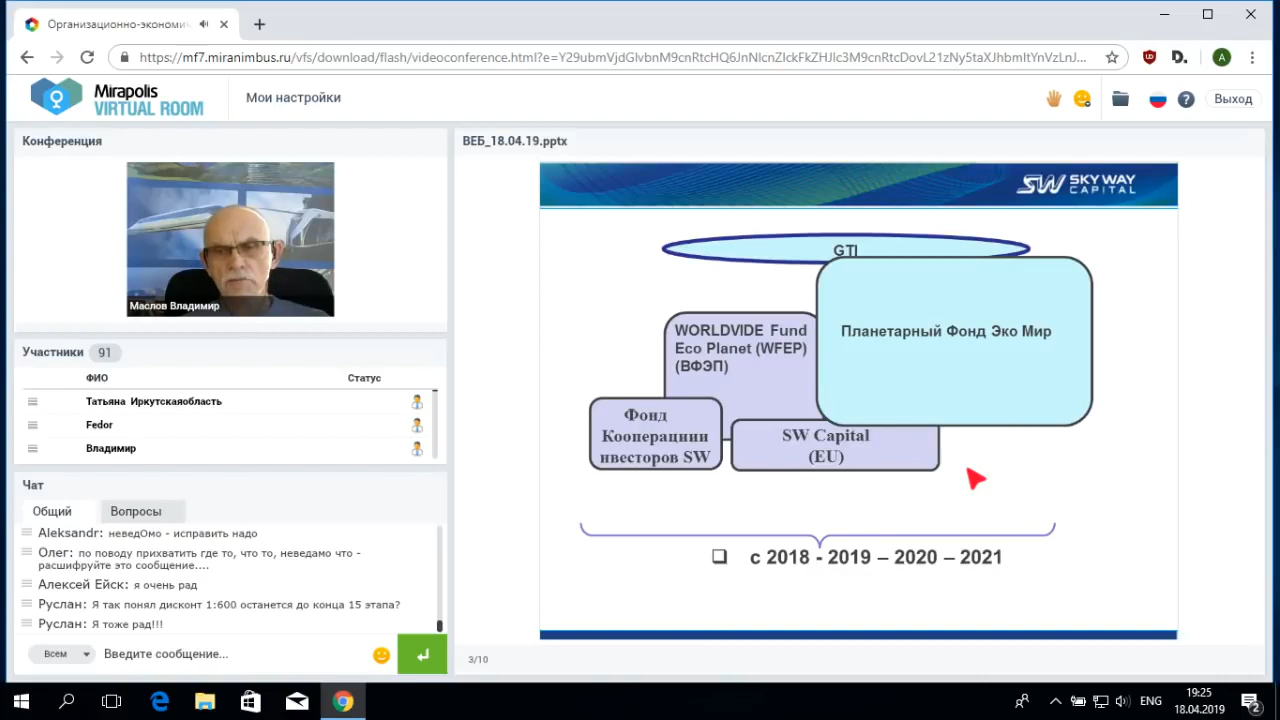 Организационно-экономич
https://mf7.miranimbus.ru/vfs/download/flash/videoconference.html?e=Y29ubmVjdGlvbnM9cnRtcHQ6JnNlcnZlckFkZHJlc3M9cnRtcDovL21zNy5taXJhbmltYnVzLnJ...
Mirapolis
VIRTUAL ROOM
Мои настройки
Выход
Конференция
Маслов Владимир
Участники 91
ФИО Статус
Татьяна Иркутскаяобласть
Fedor
Владимир
Чат
Общий Вопросы
Aleksandr: неведОмо - исправить надо
Олег: по поводу прихватить где то, что то, неведамо что -
расшифруйте это сообщение....
Алексей Ейск: я очень рад
Руслан: Я так понял дисконт 1:600 останется до конца 15 этапа?
Руслан: Я тоже рад!!!
Всем Введите сообщение...
ВЕБ_18.04.19.pptx
SW SKY WAY
CAPITAL
GTI
WORLDVIDE Fund
Eco Planet (WFEP)
(ВФЭП)
Планетарный Фонд Эко Мир
Фонд
Кооперациии
нвесторов SW
SW Capital
(EU)
с 2018 - 2019 – 2020 – 2021
3/10
ENG
19:25
18.04.2019
2